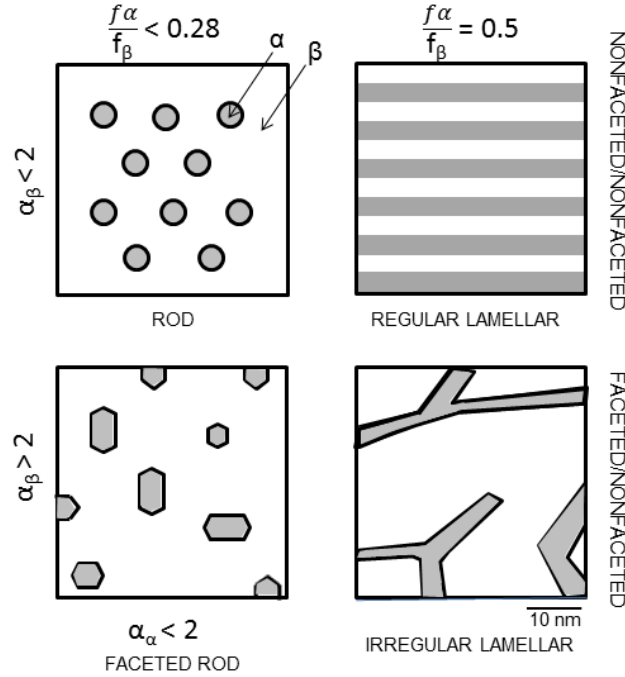 fα/fβ < 0.28
fα/fβ = 0.5
α
β
αβ < 2
NONFACETED/NONFACETED
ROD
REGULAR LAMELLAR
αβ > 2
FACETED/NONFACETED
10 nm
αα < 2
FACETED ROD
IRREGULAR LAMELLAR